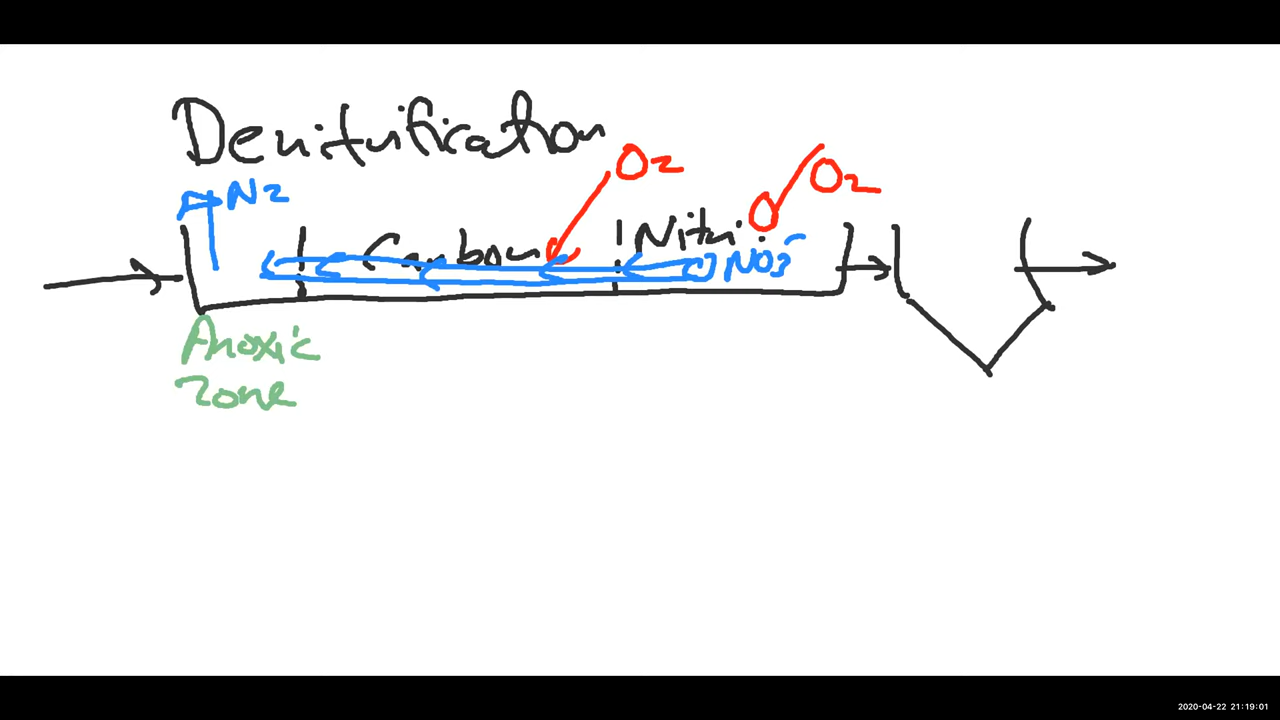 Denitrification
O2
O2
N2
Carbon
Nitri
NO3-
Anoxic
Zone
2020-04-22 21:19:01